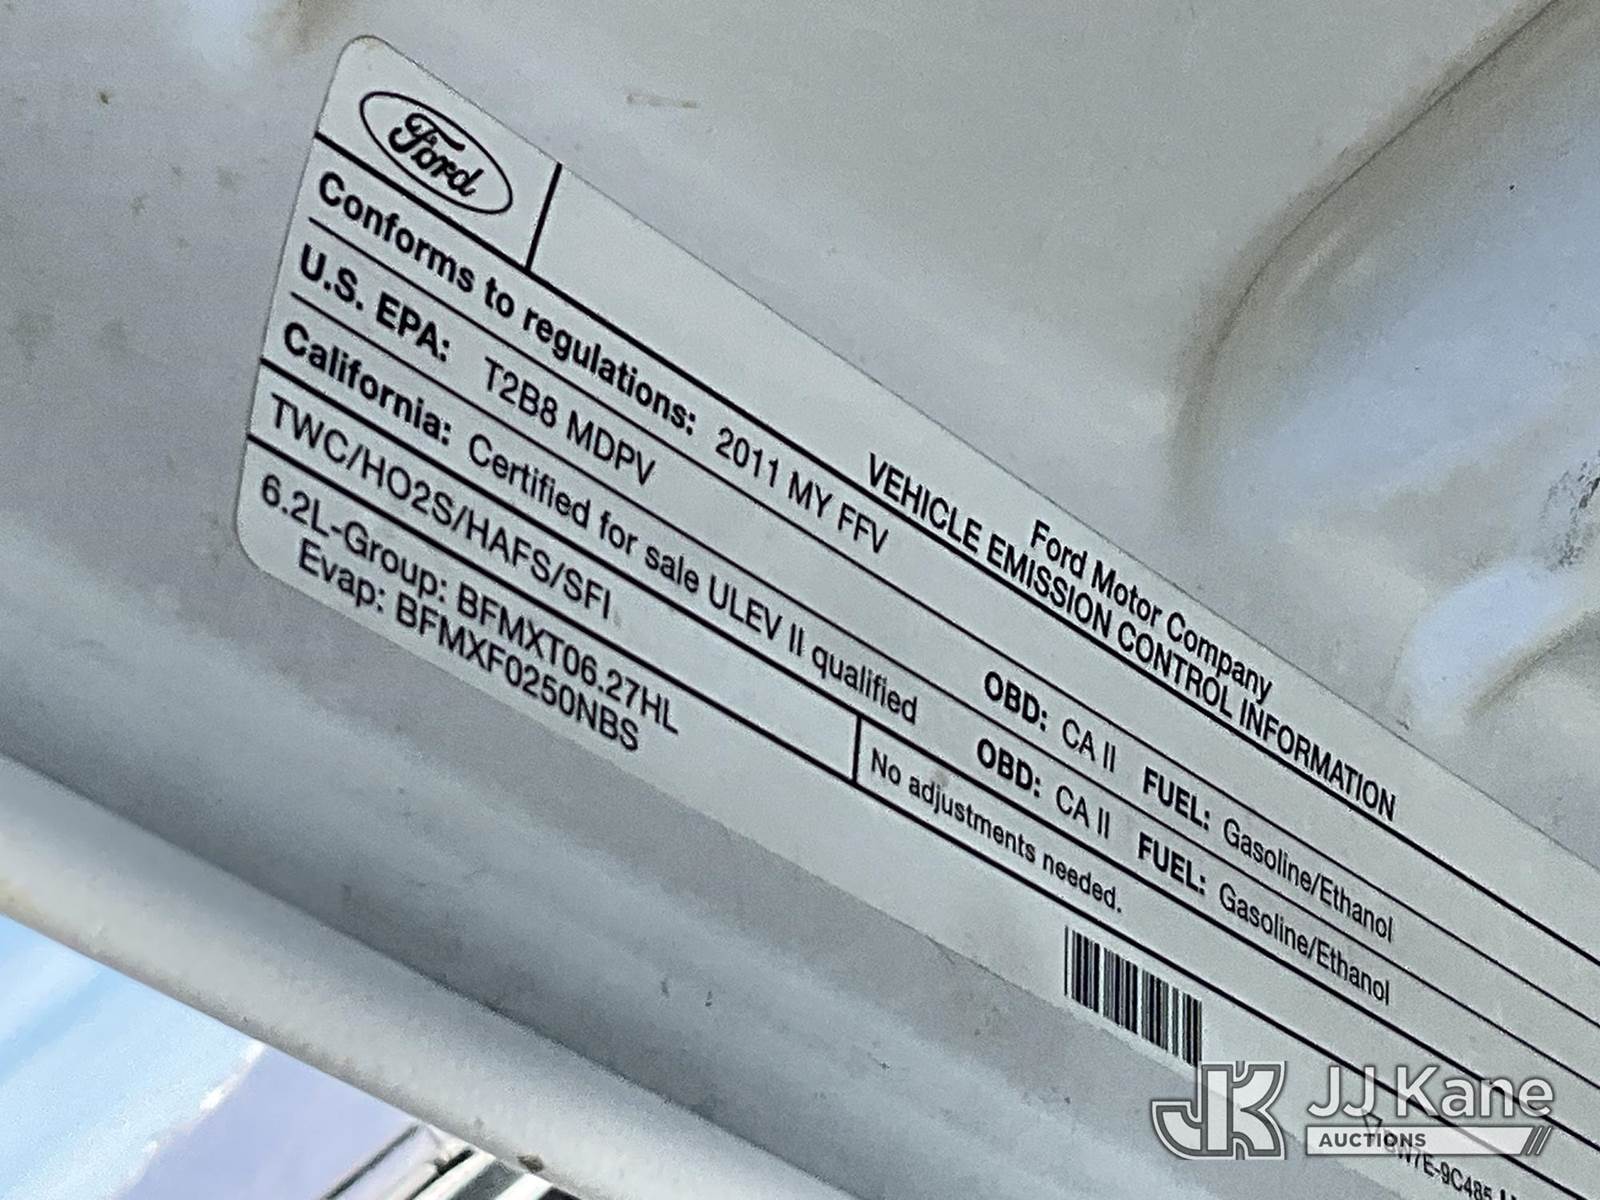 Ford
Ford Motor Company
VEHICLE EMISSION CONTROL INFORMATION
Conforms to regulations: 2011 MY FFV
U.S. EPA: T2B8 MDPV OBD: CA II FUEL: Gasoline/Ethanol
California: Certified for sale ULEV II qualified OBD: CA II FUEL: Gasoline/Ethanol
TWC/HO2S/HAFS/SFI No adjustments needed.
6.2L-Group: BFMXT06.27HL
Evap: BFMXF0250NBS
JK JJ Kane
AUCTIONS